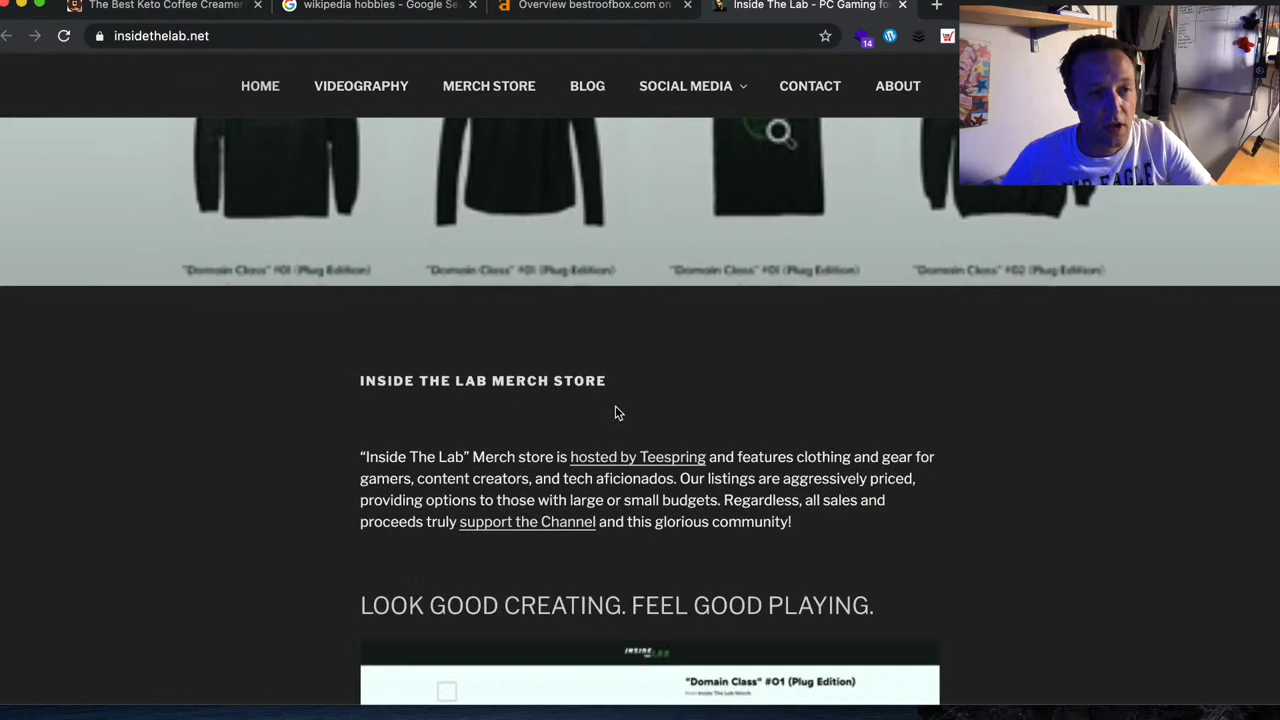 The Best Keto Coffee Creamer
wikipedia hobbies - Google Se
Overview bestroofbox.com on
Inside The Lab - PC Gaming fo
insidethelab.net
14
HOME VIDEOGRAPHY MERCH STORE BLOG SOCIAL MEDIA CONTACT ABOUT
"Domain Class" #01 (Plug Edition) "Domain Class" #01 (Plug Edition) "Domain Class" #01 (Plug Edition) "Domain Class" #02 (Plug Edition)
INSIDE THE LAB MERCH STORE
“Inside The Lab” Merch store is hosted by Teespring and features clothing and gear for
gamers, content creators, and tech aficionados. Our listings are aggressively priced,
providing options to those with large or small budgets. Regardless, all sales and
proceeds truly support the Channel and this glorious community!
LOOK GOOD CREATING. FEEL GOOD PLAYING.
INSIDE THE LAB
"Domain Class" #01 (Plug Edition)
from Inside The Lab Merch